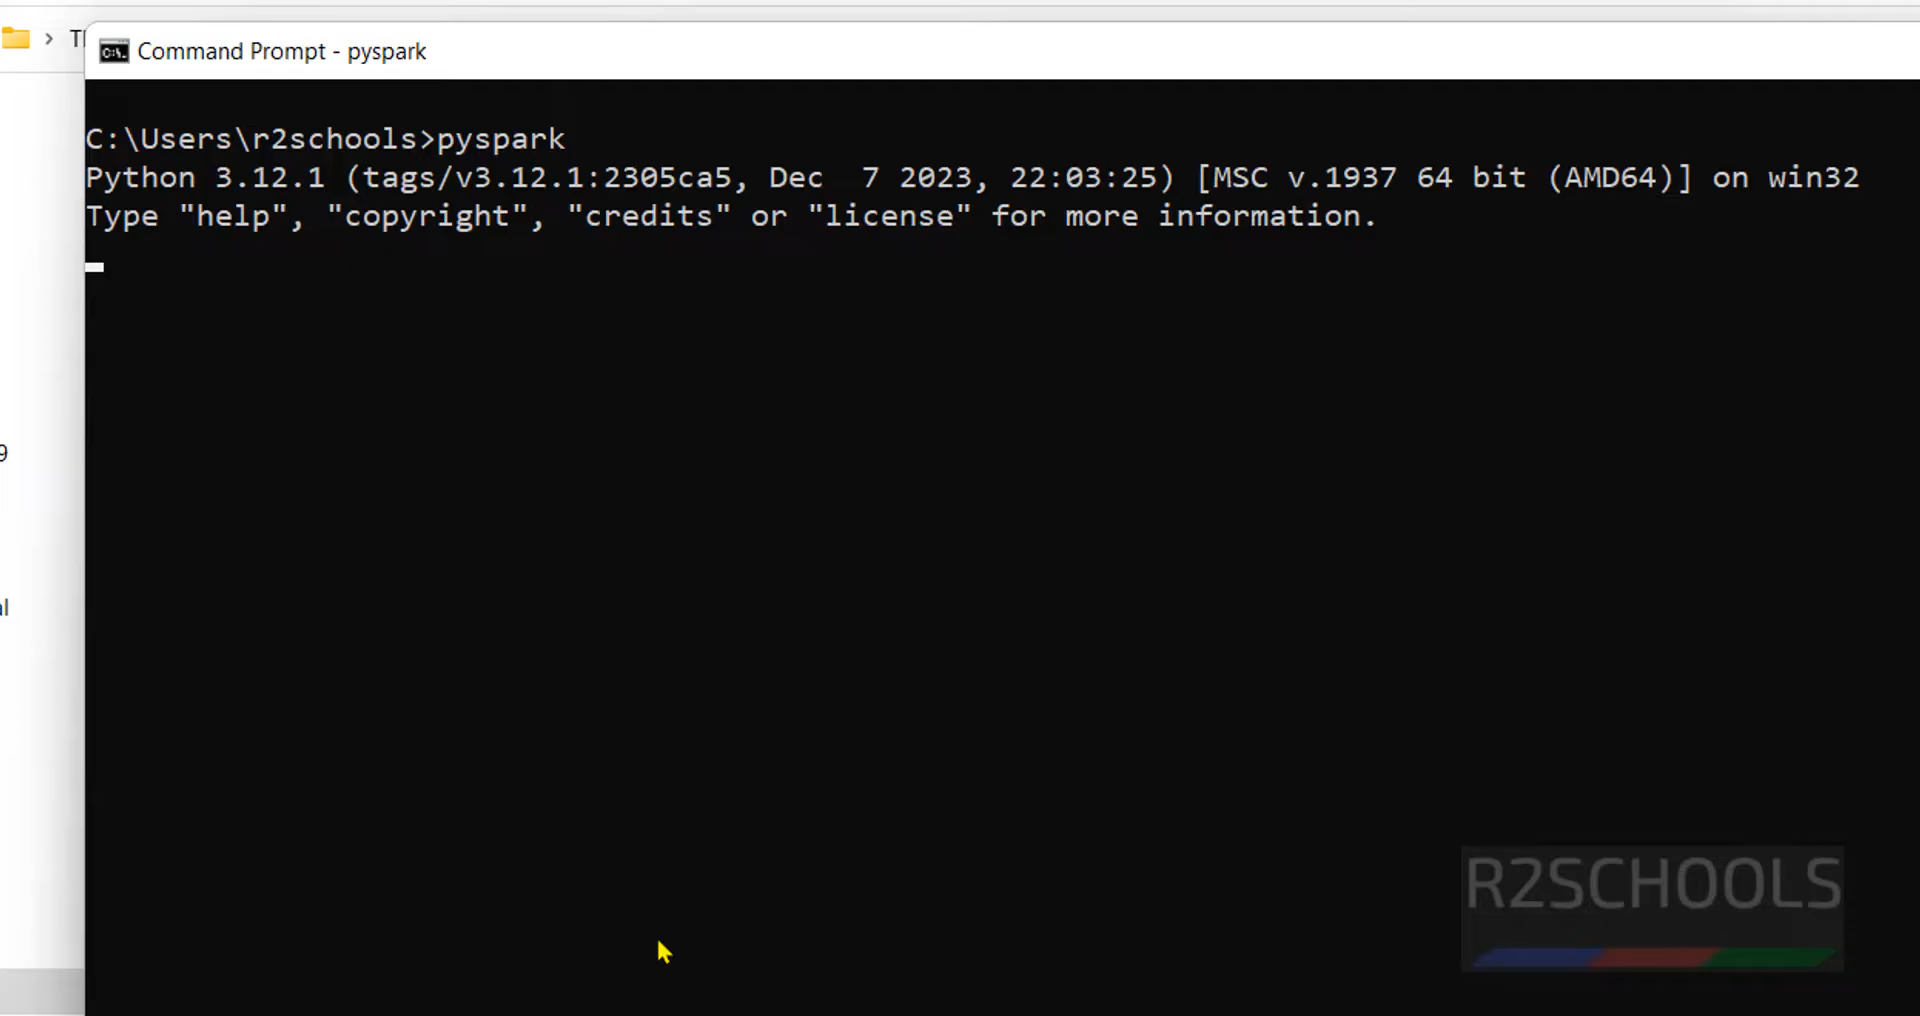 Command Prompt - pyspark
C:\Users\r2schools>pyspark
Python 3.12.1 (tags/v3.12.1:2305ca5, Dec  7 2023, 22:03:25) [MSC v.1937 64 bit (AMD64)] on win32
Type "help", "copyright", "credits" or "license" for more information.
9
R2SCHOOLS